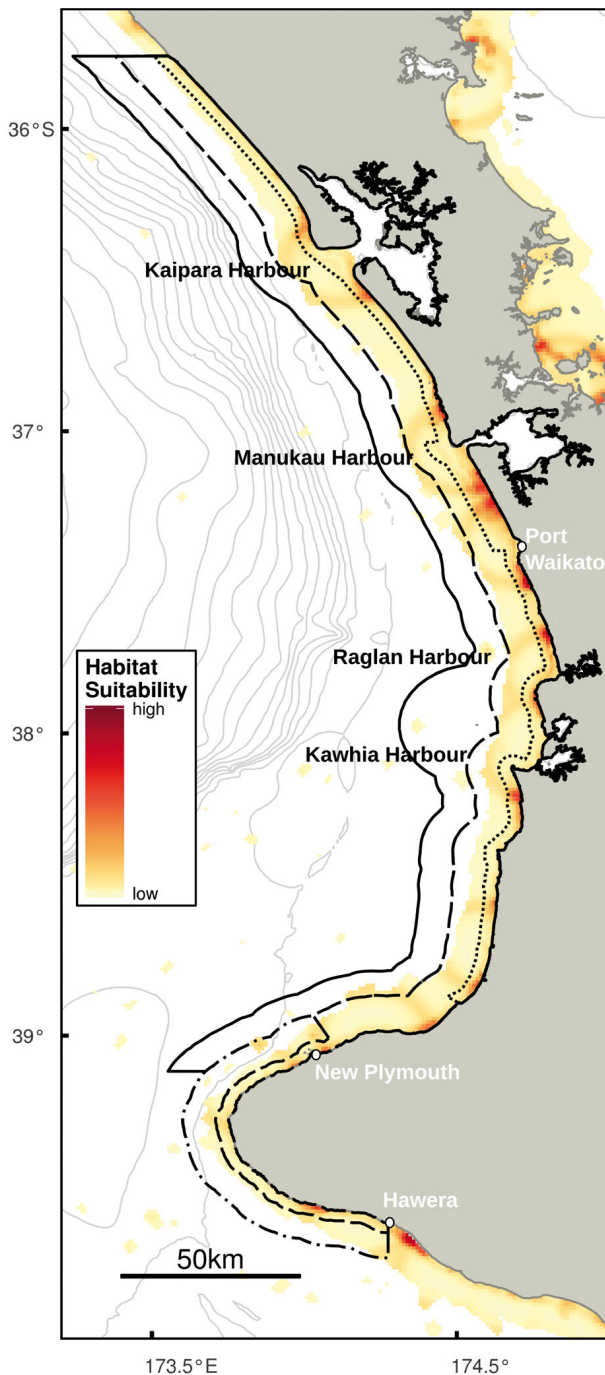 36°S
Kaipara Harbour
37°
Manukau Harbour
Port
Waikato
Raglan Harbour
Habitat
Suitability
high
low
38°
Kawhia Harbour
39°
New Plymouth
Hawera
50km
173.5°E
174.5°